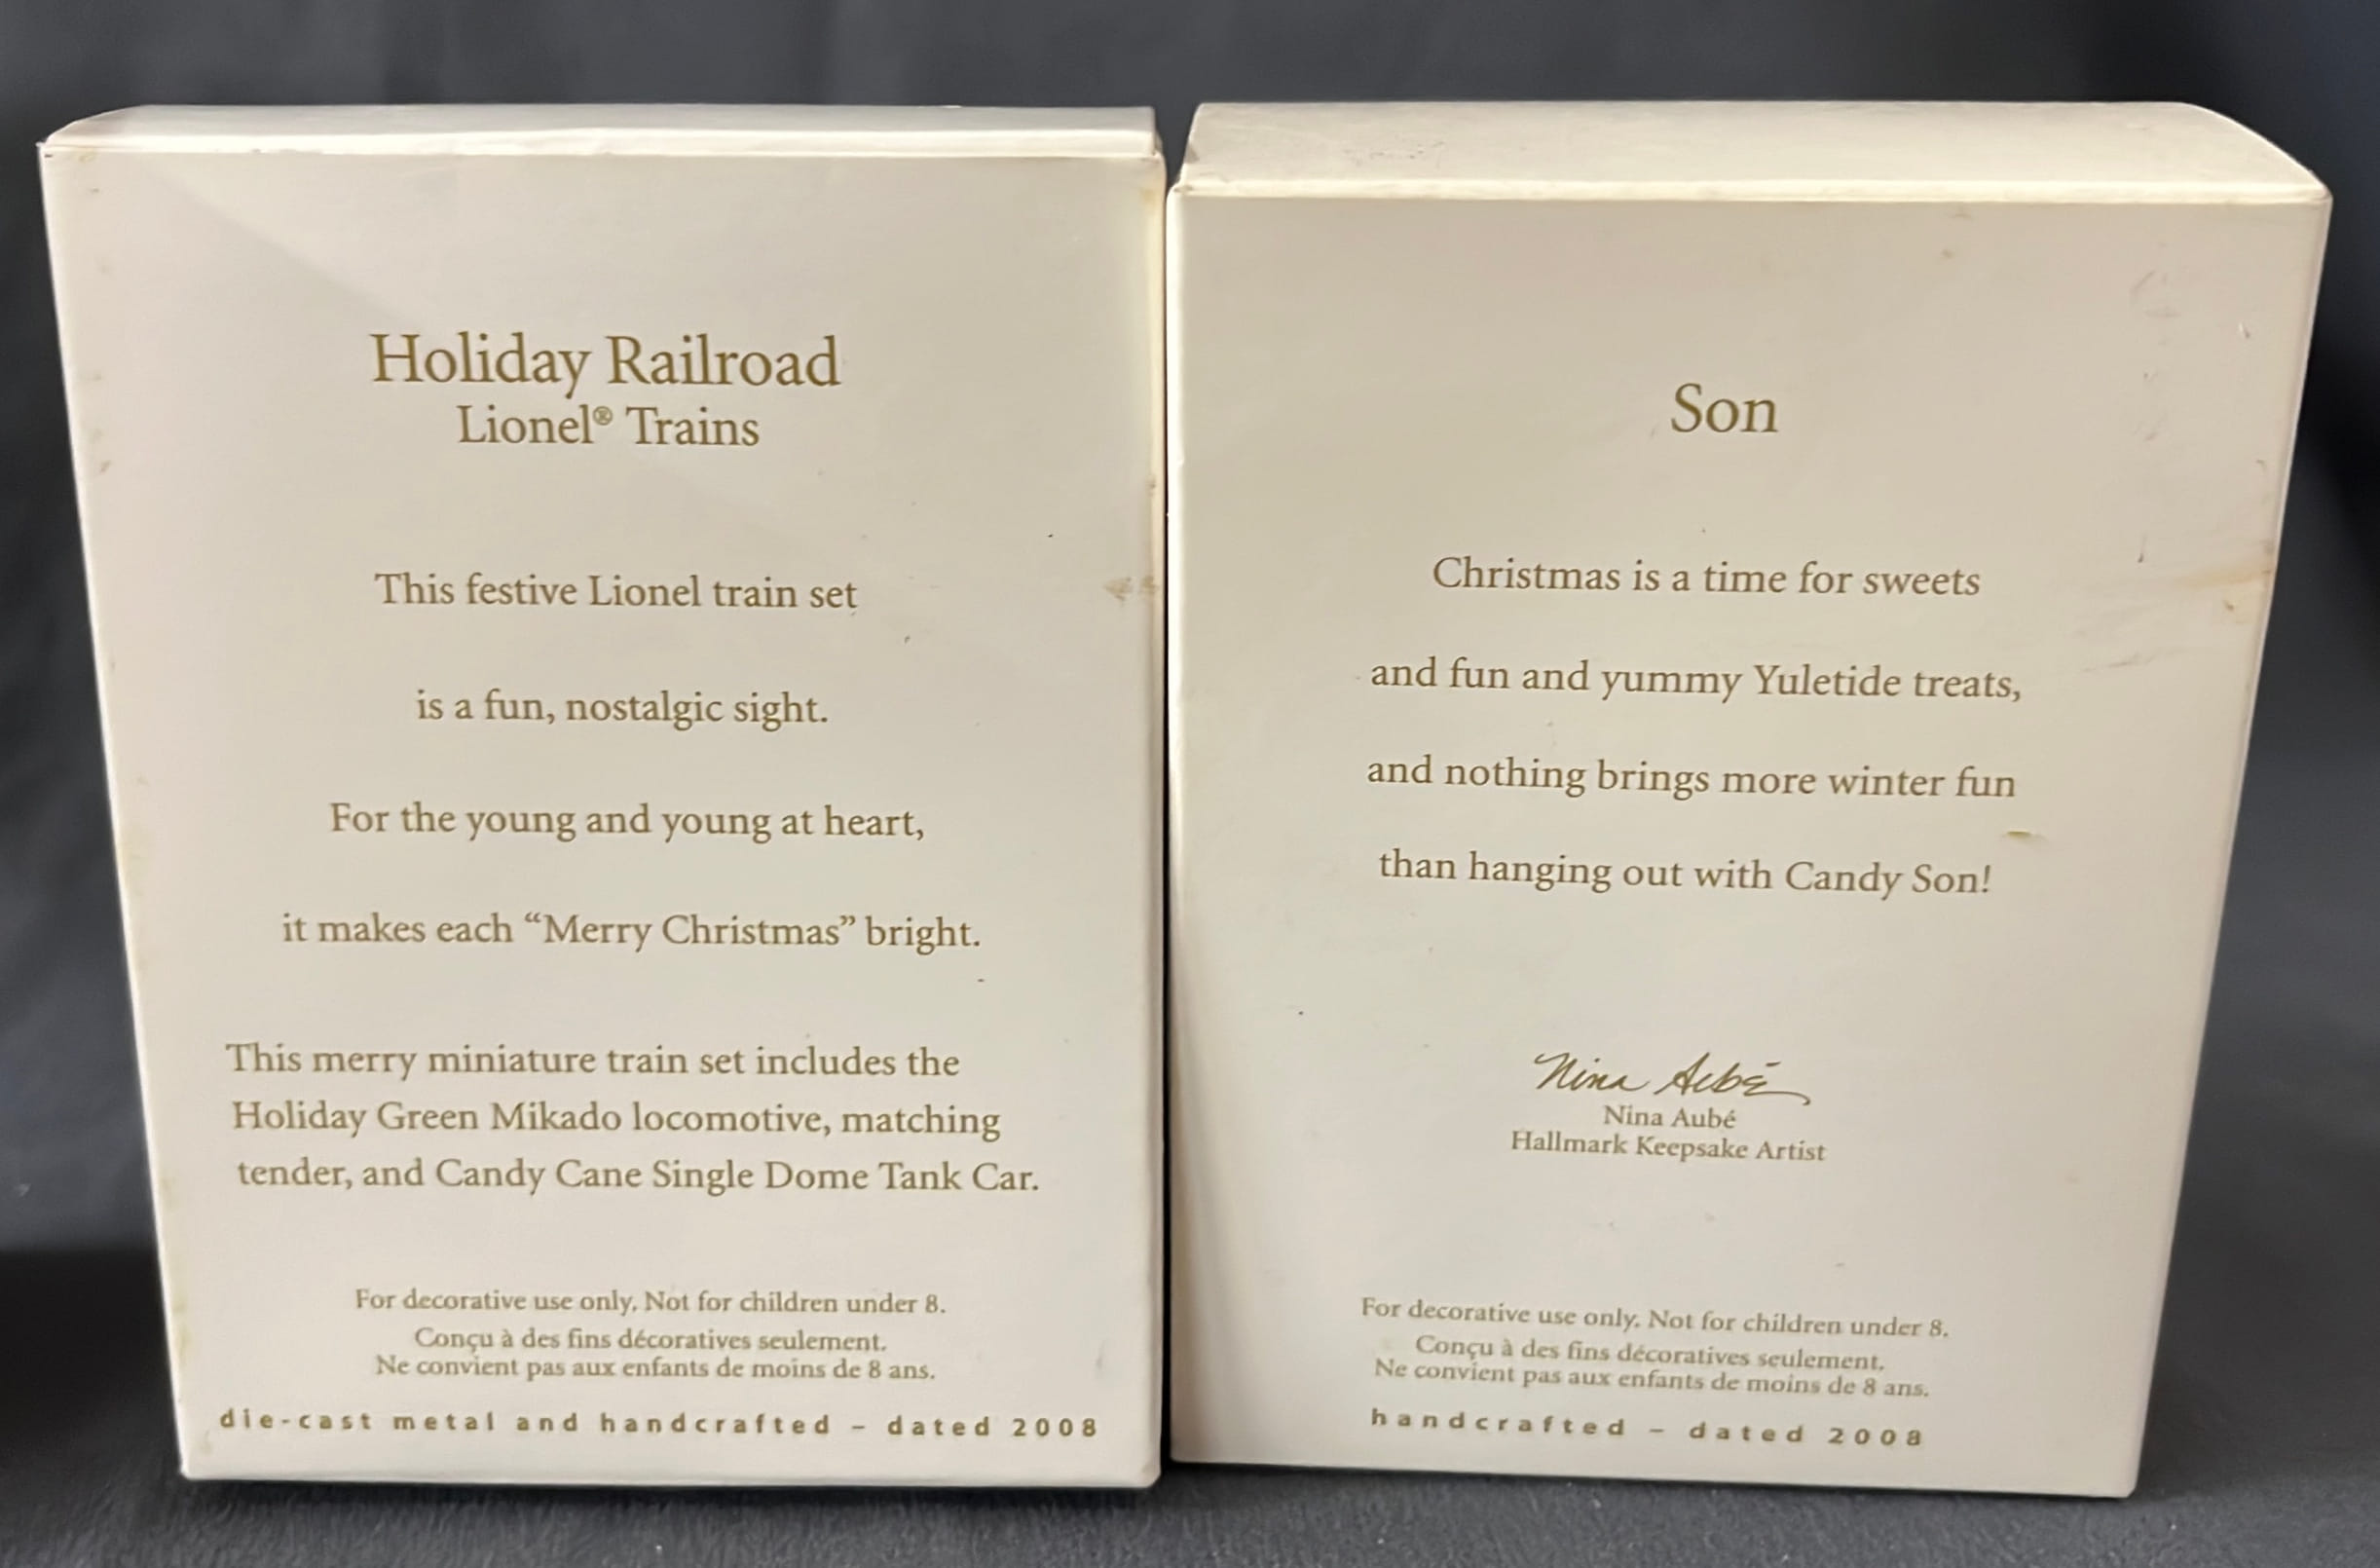 Holiday Railroad
Lionel® Trains
This festive Lionel train set
is a fun, nostalgic sight.
For the young and young at heart,
it makes each “Merry Christmas” bright.
This merry miniature train set includes the
Holiday Green Mikado locomotive, matching
tender, and Candy Cane Single Dome Tank Car.
For decorative use only. Not for children under 8.
Conçu à des fins décoratives seulement.
Ne convient pas aux enfants de moins de 8 ans.
die-cast metal and handcrafted – dated 2008
Son
Christmas is a time for sweets
and fun and yummy Yuletide treats,
and nothing brings more winter fun
than hanging out with Candy Son!
Nina Aubé
Nina Aubé
Hallmark Keepsake Artist
For decorative use only. Not for children under 8.
Conçu à des fins décoratives seulement.
Ne convient pas aux enfants de moins de 8 ans.
handcrafted – dated 2008